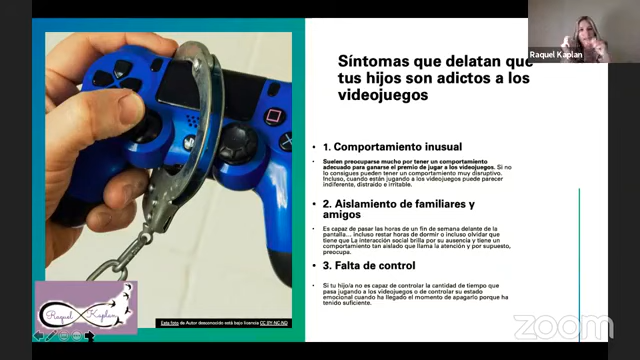 Raquel Kaplan
Síntomas que delatan que
tus hijos son adictos a los
videojuegos
1. Comportamiento inusual
Suelen preocuparse mucho por tener un comportamiento
adecuado para ganarse el premio de jugar a los videojuegos. Si no
lo consigues pueden tener un comportamiento muy disruptivo.
Incluso, cuando están jugando a los videojuegos puede parecer
indiferente, distraido e irritable.
2. Aislamiento de familiares y
amigos
Es capaz de pasar las horas de un fin de semana delante de la
pantalla... incluso restar horas de dormir o incluso olvidar que
tiene que La interacción social brilla por su ausencia y tiene un
comportamiento tan aislado que llama la atención y por supuesto,
preocupa.
3. Falta de control
Si tu hijo/a no es capaz de controlar la cantidad de tiempo que
pasa jugando a los videojuegos o de controlar su estado
emocional cuando ha llegado el momento de apagarlo porque ha
tenido suficiente.
Raquel Kaplan
Esta foto de Autor desconocido está bajo licencia CC BY-NC-ND
zoom